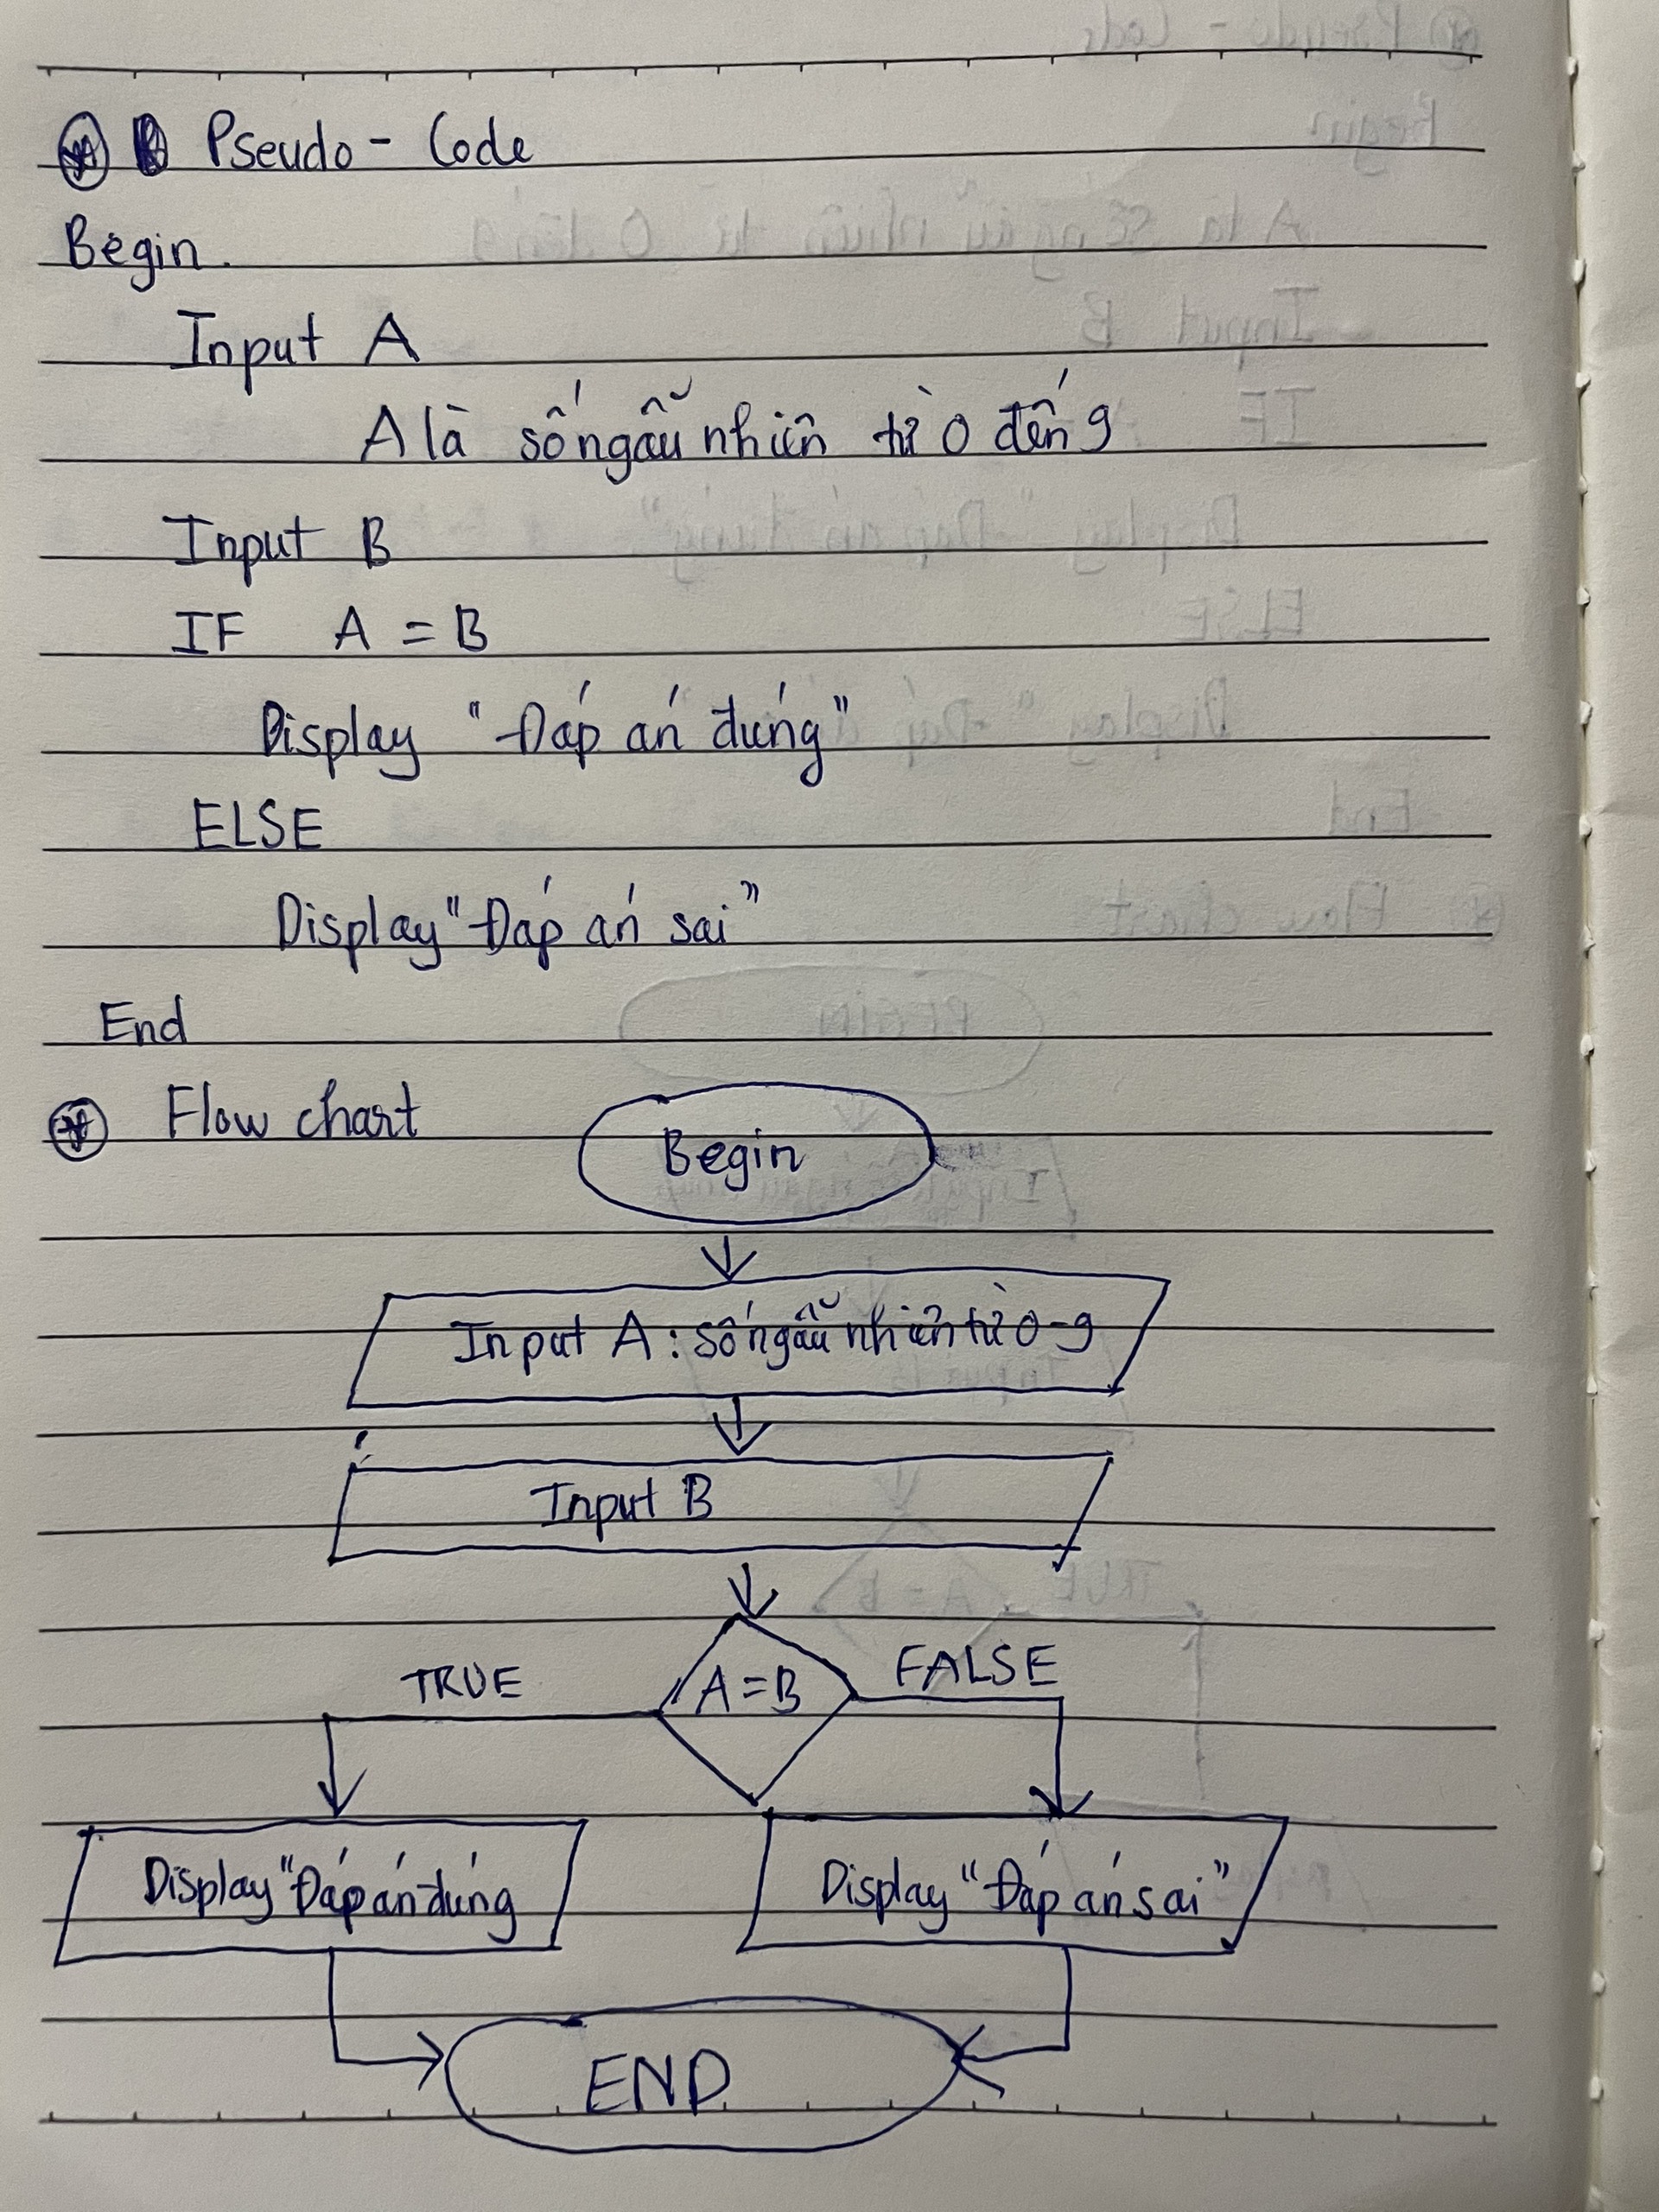 Pseudo - Code
Begin.
Input A
A là số ngẫu nhiên từ 0 đến 9
Input B
IF A = B
Display "Đáp án đúng"
ELSE
Display "Đáp án sai"
End
Flow chart
Begin
Input A : số ngẫu nhiên từ 0-9
Input B
A = B
TRUE
FALSE
Display "Đáp án đúng
Display "Đáp án sai"
END